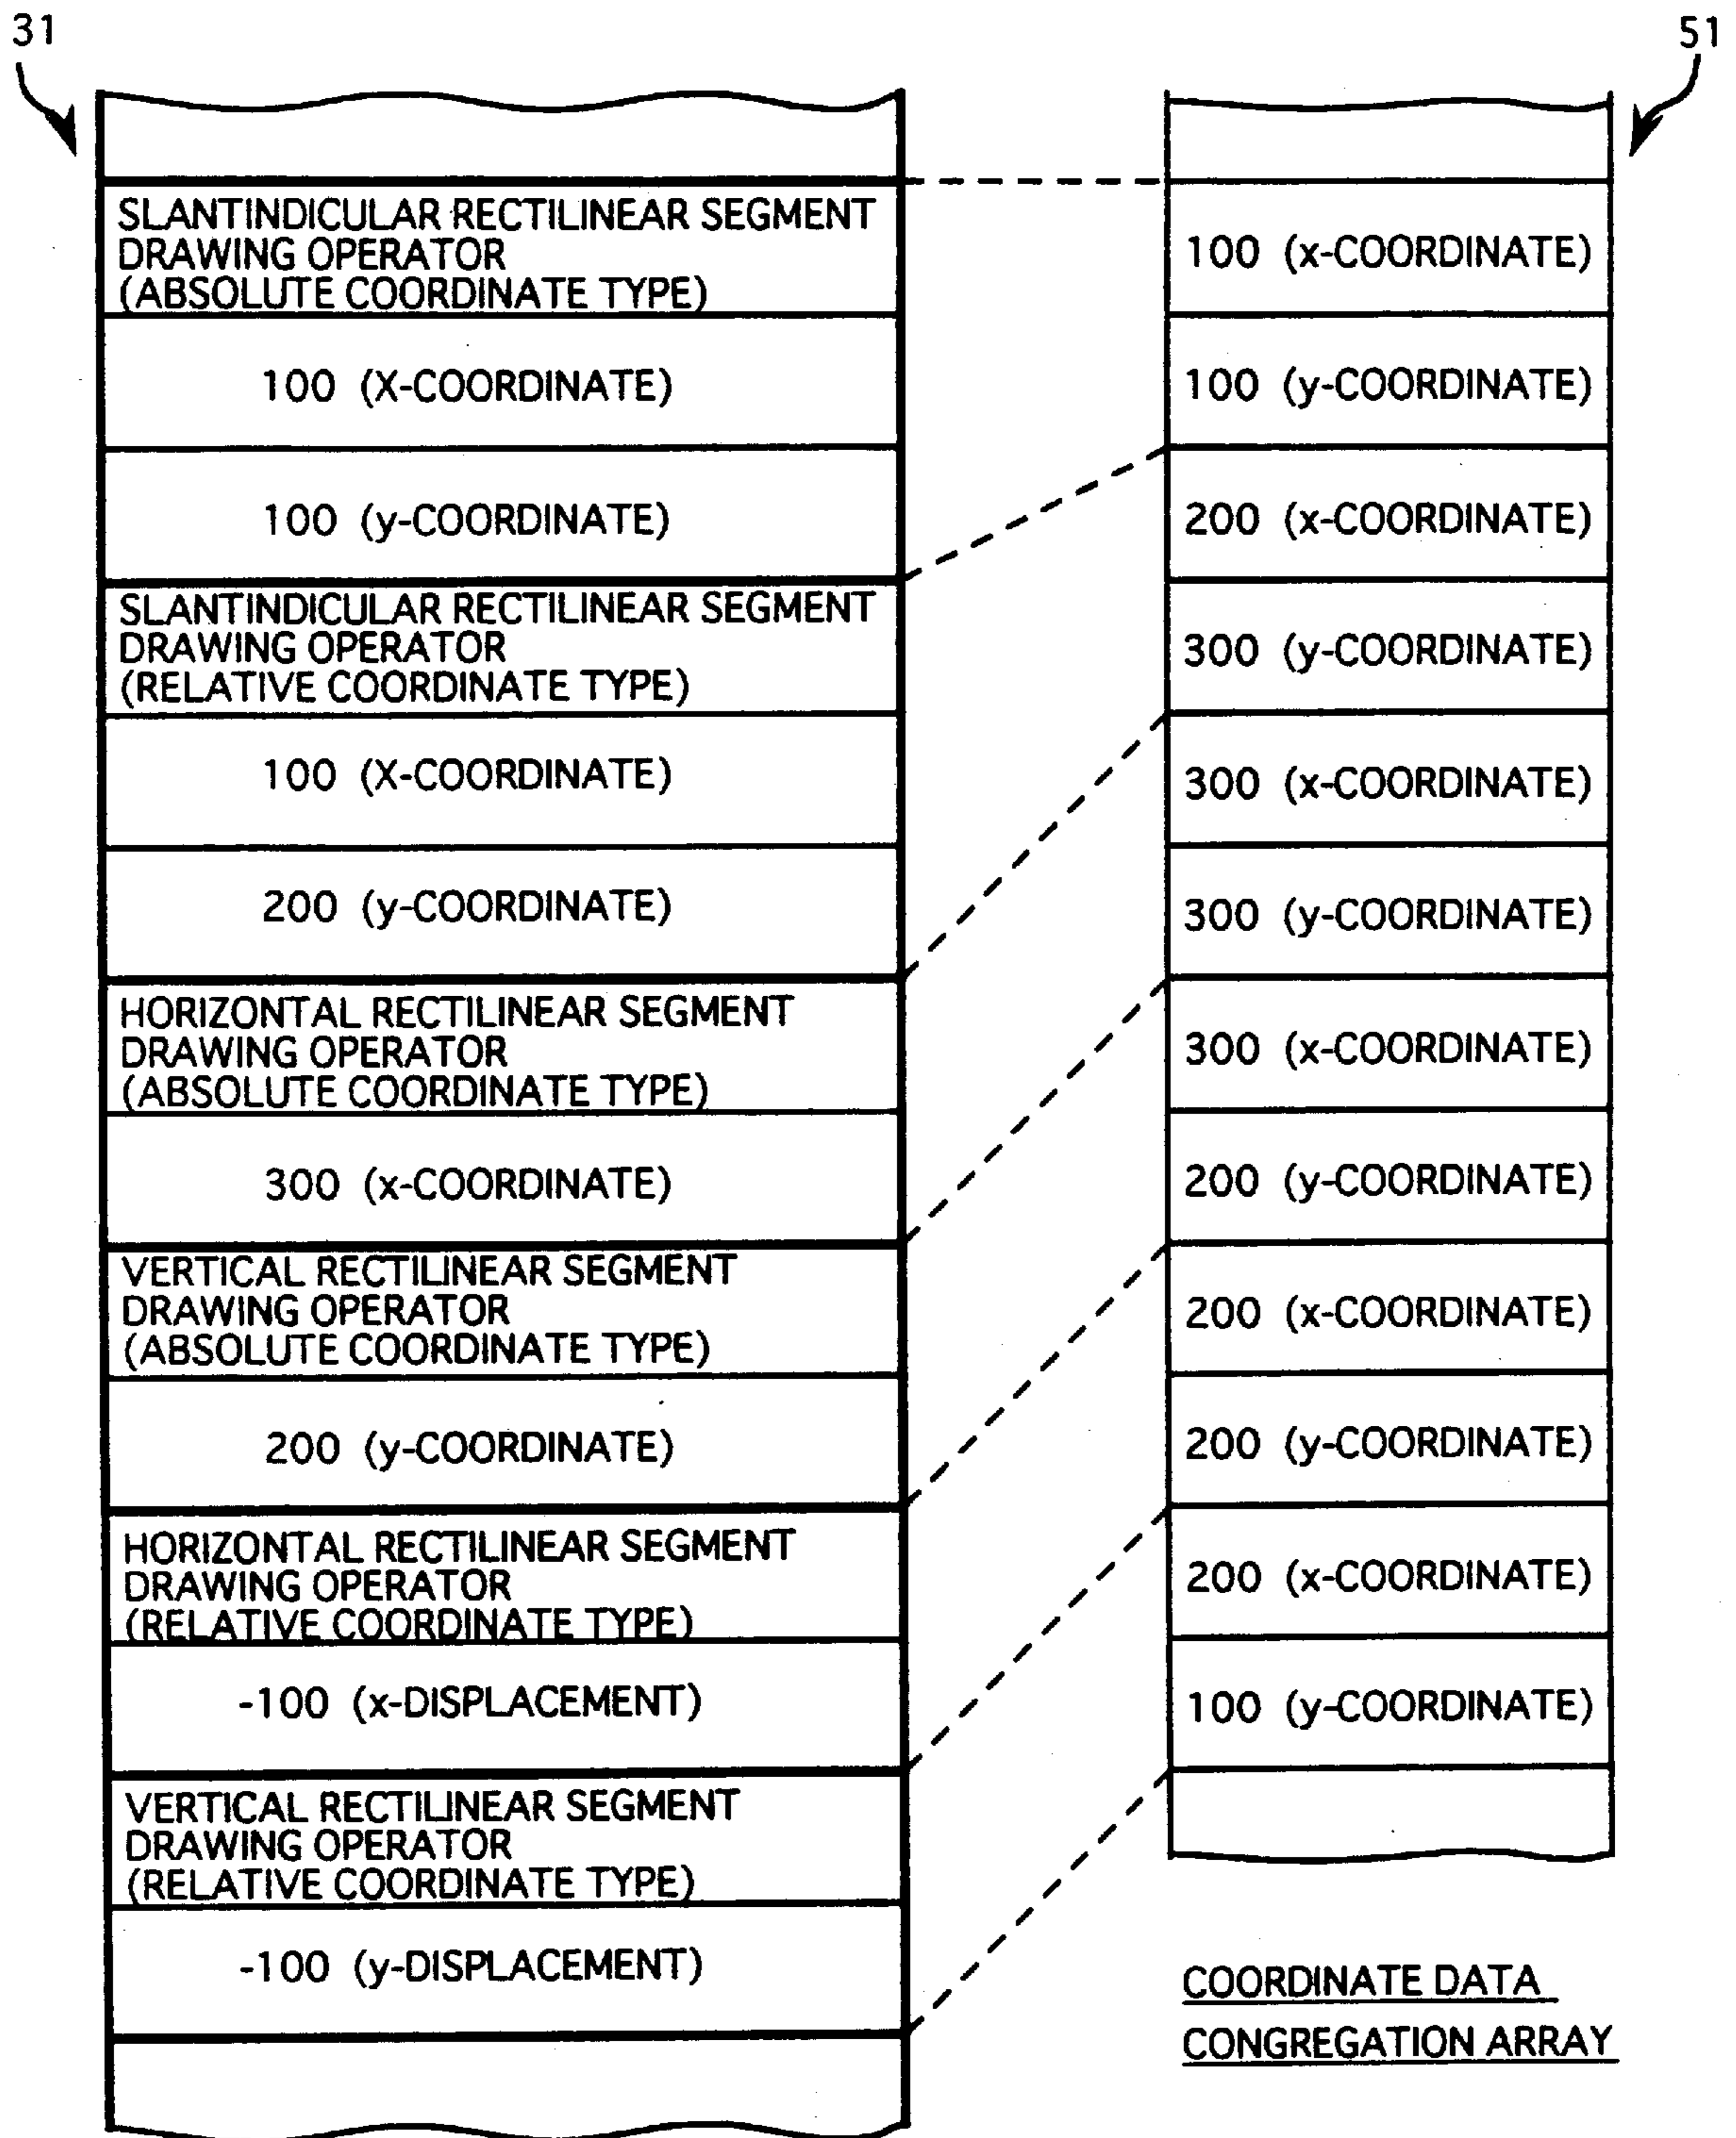 31
51
SLANTINDICULAR RECTILINEAR SEGMENT
DRAWING OPERATOR
(ABSOLUTE COORDINATE TYPE)
100 (X-COORDINATE)
100 (y-COORDINATE)
SLANTINDICULAR RECTILINEAR SEGMENT
DRAWING OPERATOR
(RELATIVE COORDINATE TYPE)
100 (X-COORDINATE)
200 (y-COORDINATE)
HORIZONTAL RECTILINEAR SEGMENT
DRAWING OPERATOR
(ABSOLUTE COORDINATE TYPE)
300 (x-COORDINATE)
VERTICAL RECTILINEAR SEGMENT
DRAWING OPERATOR
(ABSOLUTE COORDINATE TYPE)
200 (y-COORDINATE)
HORIZONTAL RECTILINEAR SEGMENT
DRAWING OPERATOR
(RELATIVE COORDINATE TYPE)
-100 (x-DISPLACEMENT)
VERTICAL RECTILINEAR SEGMENT
DRAWING OPERATOR
(RELATIVE COORDINATE TYPE)
-100 (y-DISPLACEMENT)
100 (x-COORDINATE)
100 (y-COORDINATE)
200 (x-COORDINATE)
300 (y-COORDINATE)
300 (x-COORDINATE)
300 (y-COORDINATE)
300 (x-COORDINATE)
200 (y-COORDINATE)
200 (x-COORDINATE)
200 (y-COORDINATE)
200 (x-COORDINATE)
100 (y-COORDINATE)
COORDINATE DATA
CONGREGATION ARRAY